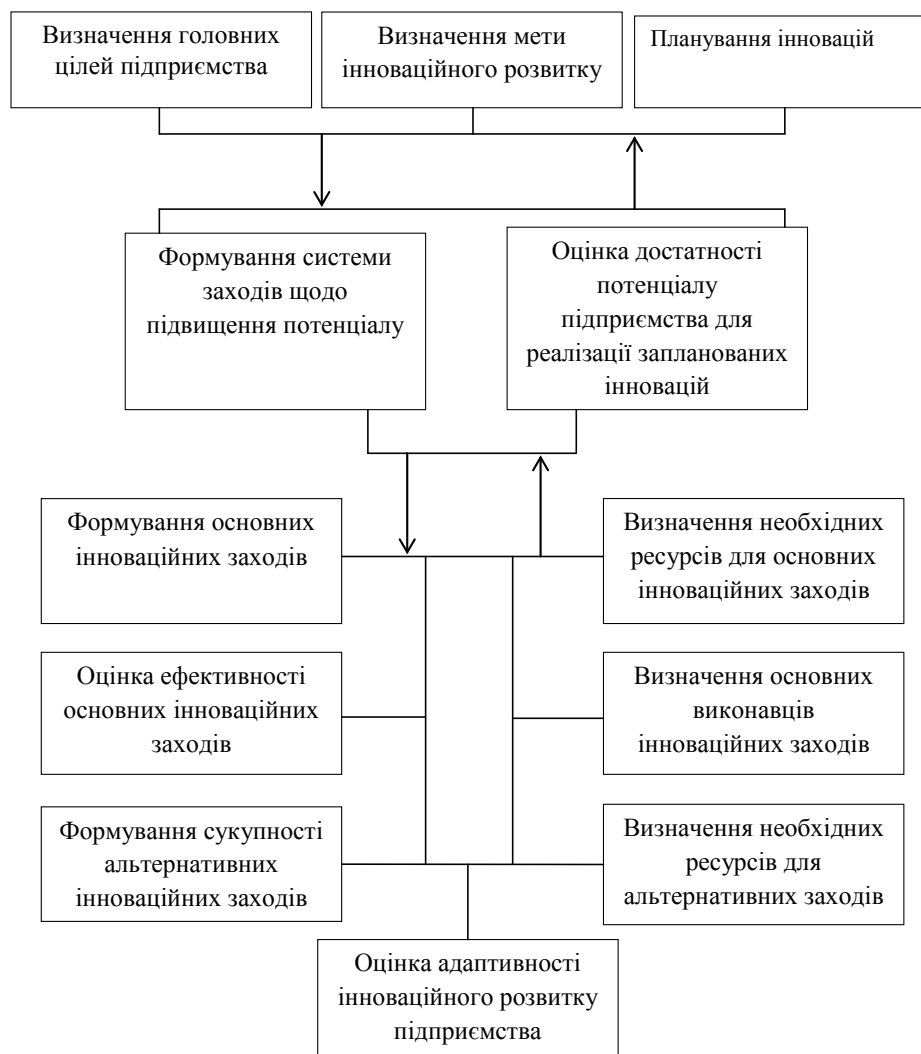 Визначення головних
цілей підприємства
Визначення мети
інноваційного розвитку
Планування інновацій
Формування системи
заходів щодо
підвищення потенціалу
Оцінка достатності
потенціалу
підприємства для
реалізації запланованих
інновацій
Формування основних
інноваційних заходів
Визначення необхідних
ресурсів для основних
інноваційних заходів
Оцінка ефективності
основних інноваційних
заходів
Визначення основних
виконавців
інноваційних заходів
Формування сукупності
альтернативних
інноваційних заходів
Визначення необхідних
ресурсів для
альтернативних заходів
Оцінка адаптивності
інноваційного розвитку
підприємства